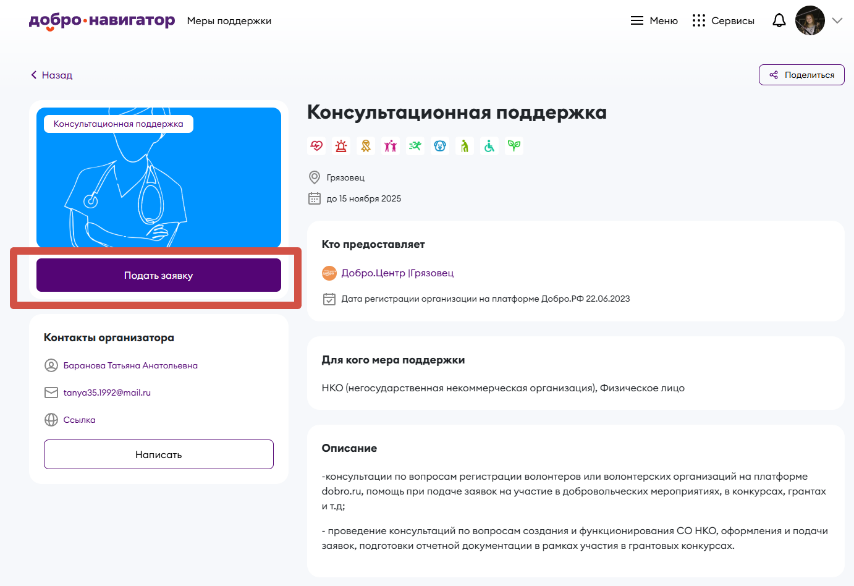 добро·навигатор
Меры поддержки
Меню
Сервисы
Назад
Поделиться
Консультационная поддержка
Подать заявку
Контакты организатора
Баранова Татьяна Анатольевна
tanya35.1992@mail.ru
Ссылка
Написать
Консультационная поддержка
Грязовец
до 15 ноября 2025
Кто предоставляет
Добро.Центр |Грязовец
Дата регистрации организации на платформе Добро.РФ 22.06.2023
Для кого мера поддержки
НКО (негосударственная некоммерческая организация), Физическое лицо
Описание
-консультации по вопросам регистрации волонтеров или волонтерских организаций на платформе
dobro.ru, помощь при подаче заявок на участие в добровольческих мероприятиях, в конкурсах, грантах
и т.д;
- проведение консультаций по вопросам создания и функционирования СО НКО, оформления и подачи
заявок, подготовки отчетной документации в рамках участия в грантовых конкурсах.